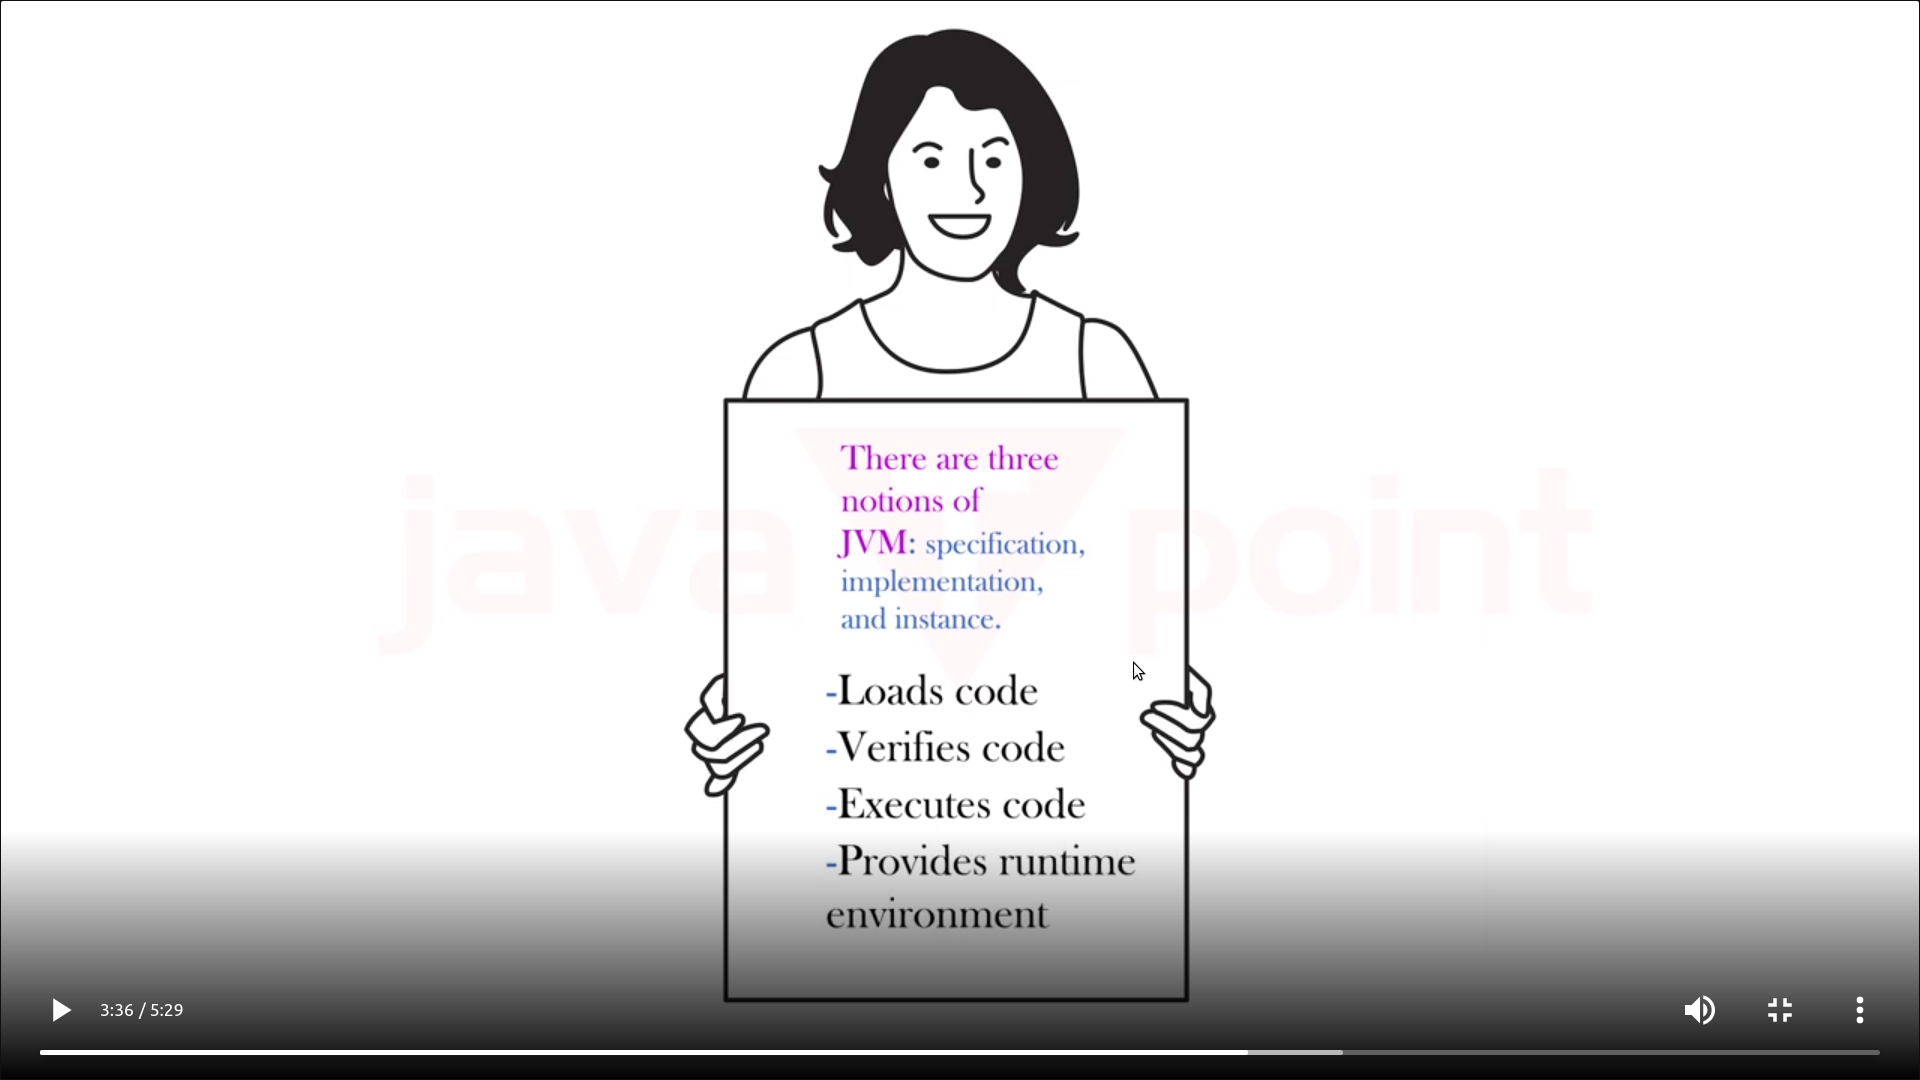 There are three
notions of
JVM: specification,
implementation,
and instance.
-Loads code
-Verifies code
-Executes code
-Provides runtime
environment
java T point
3:36 / 5:29